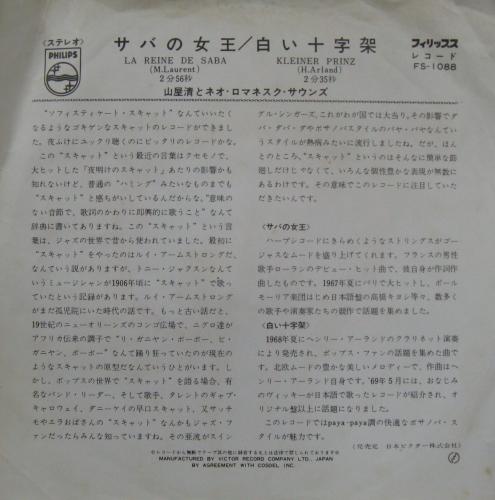 〈ステレオ〉
PHILIPS
サバの女王/白い十字架
LA REINE DE SABA
KLEINER PRINZ
(M.Laurent)
(H.Arland)
2分56秒
2分35秒
山屋清とネオ・ロマネスク・サウンズ
フィリップス
レコード
FS-1088
“ソフィスティケート・スキャット”なんていいたく
なるようなゴキゲンなスキャットのレコードができまし
た。夜ふけにユックリ聴くのにピッタリのレコードかな。
この“スキャット”という最近の言葉はクセモノで、
大ヒットした「夜明けのスキャット」あたりの影響かも
知れないけど、普通の“ハミング”みたいなものまでも
“スキャット”と感ちがいしているんだからな。“意味の
ない音節で、歌詞のかわりに即興的に歌うこと”なんて
辞典に書いてありますね。この“スキャット”という言
葉は、ジャズの世界で昔から使われていました。最初に
“スキャット”をやったのはルイ・アームストロングだ
なんていう説がありますが、トニー・ジャクスンなんて
いうミュージシャンが1906年頃に“スキャット”で歌っ
ていたという記録があります。ルイ・アームストロング
がまだ孤児院にいた時代の話です。もっと古い話だと、
19世紀のニューオリーンズのコンゴ広場で、ニグロ達が
アフリカ伝来の調子で「リ・ガニヤン・ボーボー、ビ・
ガニヤン、ボーボー」なんて踊り狂っていたのが現在の
ようなスキャットの原型だなんていうひとがいます。し
かし、ポップスの世界で“スキャット”を語る場合、有
名なバンド・リーダー、そして歌手、タレントのギャブ・
キャロウェイ、ダニーケイの早口スキャット、又サッチ
モやエラおばさんの“スキャット”なんかもジャズ・フ
ァンだったらみんな知っていますね。その亜流がスイン
グル・シンガーズ。これがわが国では大当り。その影響でダ
バ・ダバ・ダやボサノバスタイルのパヤ・パヤなんてい
うスタイルが熱病みたいに流行しましたね。だが、ほん
とのところ、“スキャット”というのはそんなに簡単な節
廻しだけじゃなくて、いろんな個性豊かな表現が無数に
あるわけです。その意味でこのレコードに注目していた
だきたいんです。
〈サバの女王〉
ハープシコードにきらめくようなストリングスがゴー
ジャスなムードを盛り上げてくれます。フランスの男性
歌手ローランのデビュー・ヒット曲で、彼自身が作詞作
曲したものです。1967年夏にパリで大ヒットし、ポール・
モーリア楽団はじめ日本語盤の高橋キヨシ等々、数多く
の歌手や演奏家たちの競作で話題を集めました。
〈白い十字架〉
1968年夏にヘンリー・アーランドのクラリネット演奏
により発売され、ポップス・ファンの話題を集めた曲で
す。北欧ムードの豊かな美しいメロディーで、作曲はヘ
ンリー・アーランド自身です。'69年5月には、おなじみ
のヴィッキーが日本語で歌ったレコードが紹介され、オ
リジナル盤以上に話題になりました。
このレコードではpaya-paya調の快適なボサノバ・ス
タイルが魅力です。
(発売元 日本ビクター株式会社)
MANUFACTURED BY VICTOR RECORD COMPANY LTD., JAPAN
BY AGREEMENT WITH COSDEL INC.